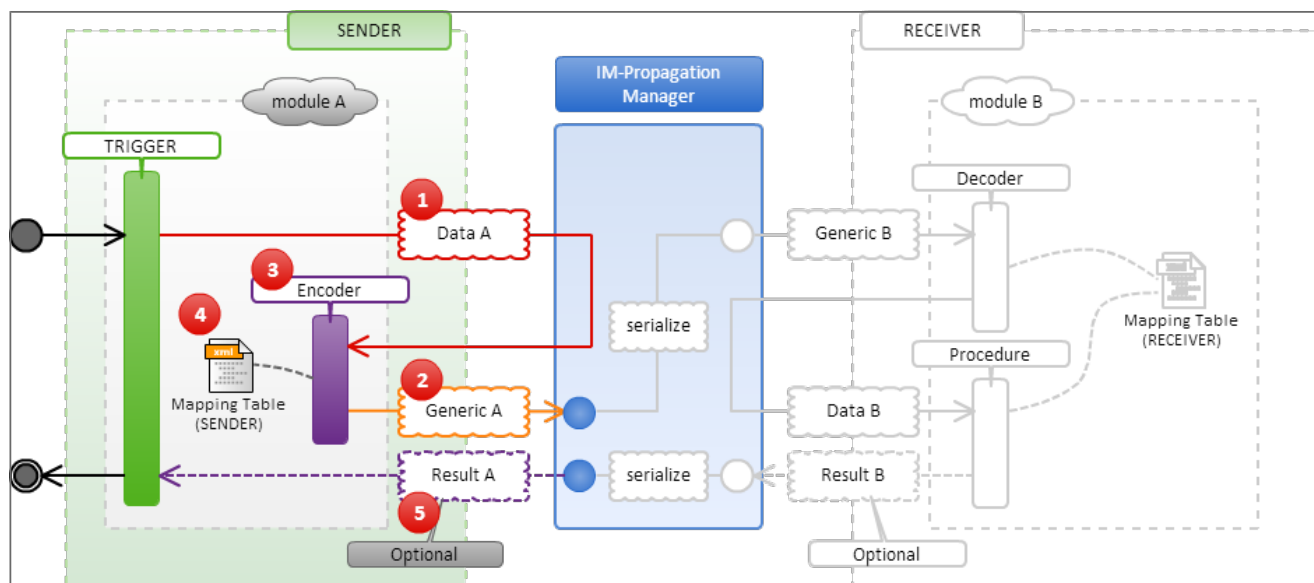 SENDER
RECEIVER
IM-Propagation
Manager
module A
module B
TRIGGER
Decoder
1
Data A
Generic B
3
Encoder
4
serialize
xml
Mapping Table
(RECEIVER)
Procedure
2
Mapping Table
(SENDER)
Generic A
Data B
Result A
serialize
Result B
5
Optional
Optional